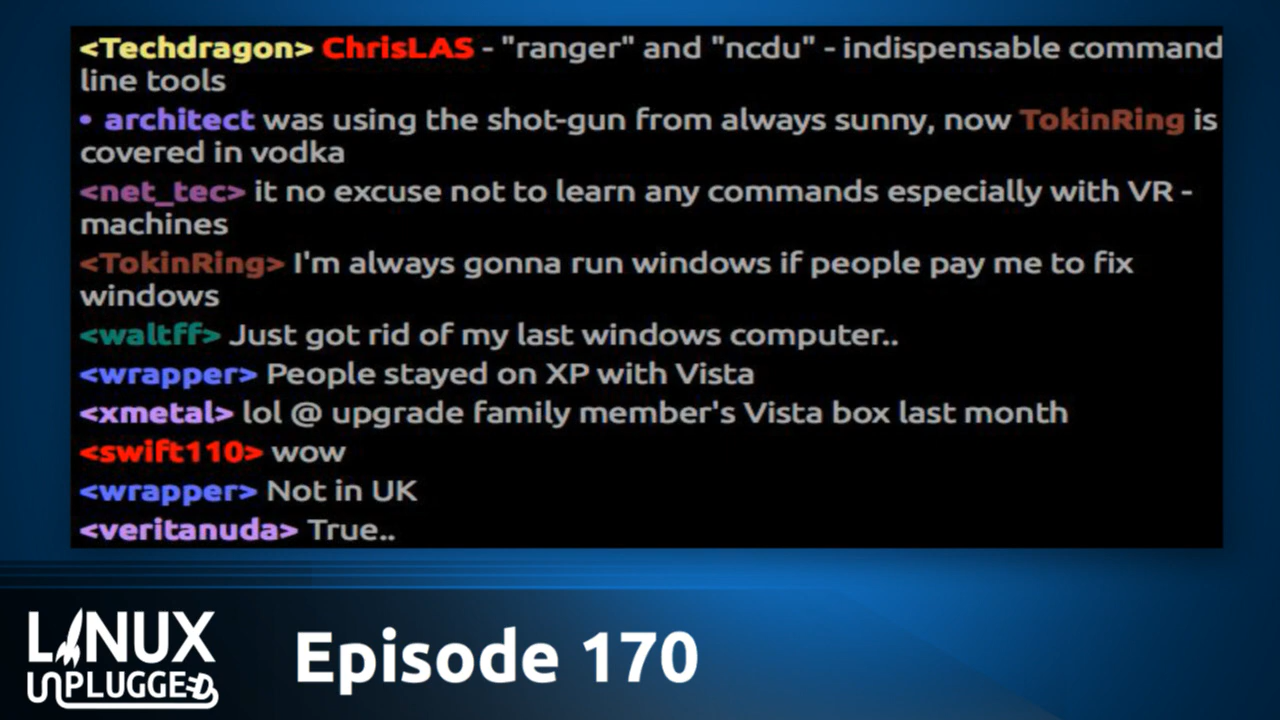 <Techdragon> ChrisLAS - "ranger" and "ncdu" - indispensable command
line tools
• architect was using the shot-gun from always sunny, now TokinRing is
covered in vodka
<net_tec> it no excuse not to learn any commands especially with VR -
machines
<TokinRing> I'm always gonna run windows if people pay me to fix
windows
<waltff> Just got rid of my last windows computer..
<wrapper> People stayed on XP with Vista
<xmetal> lol @ upgrade family member's Vista box last month
<swift110> wow
<wrapper> Not in UK
<veritanuda> True..
LINUX
UNPLUGGED
Episode 170